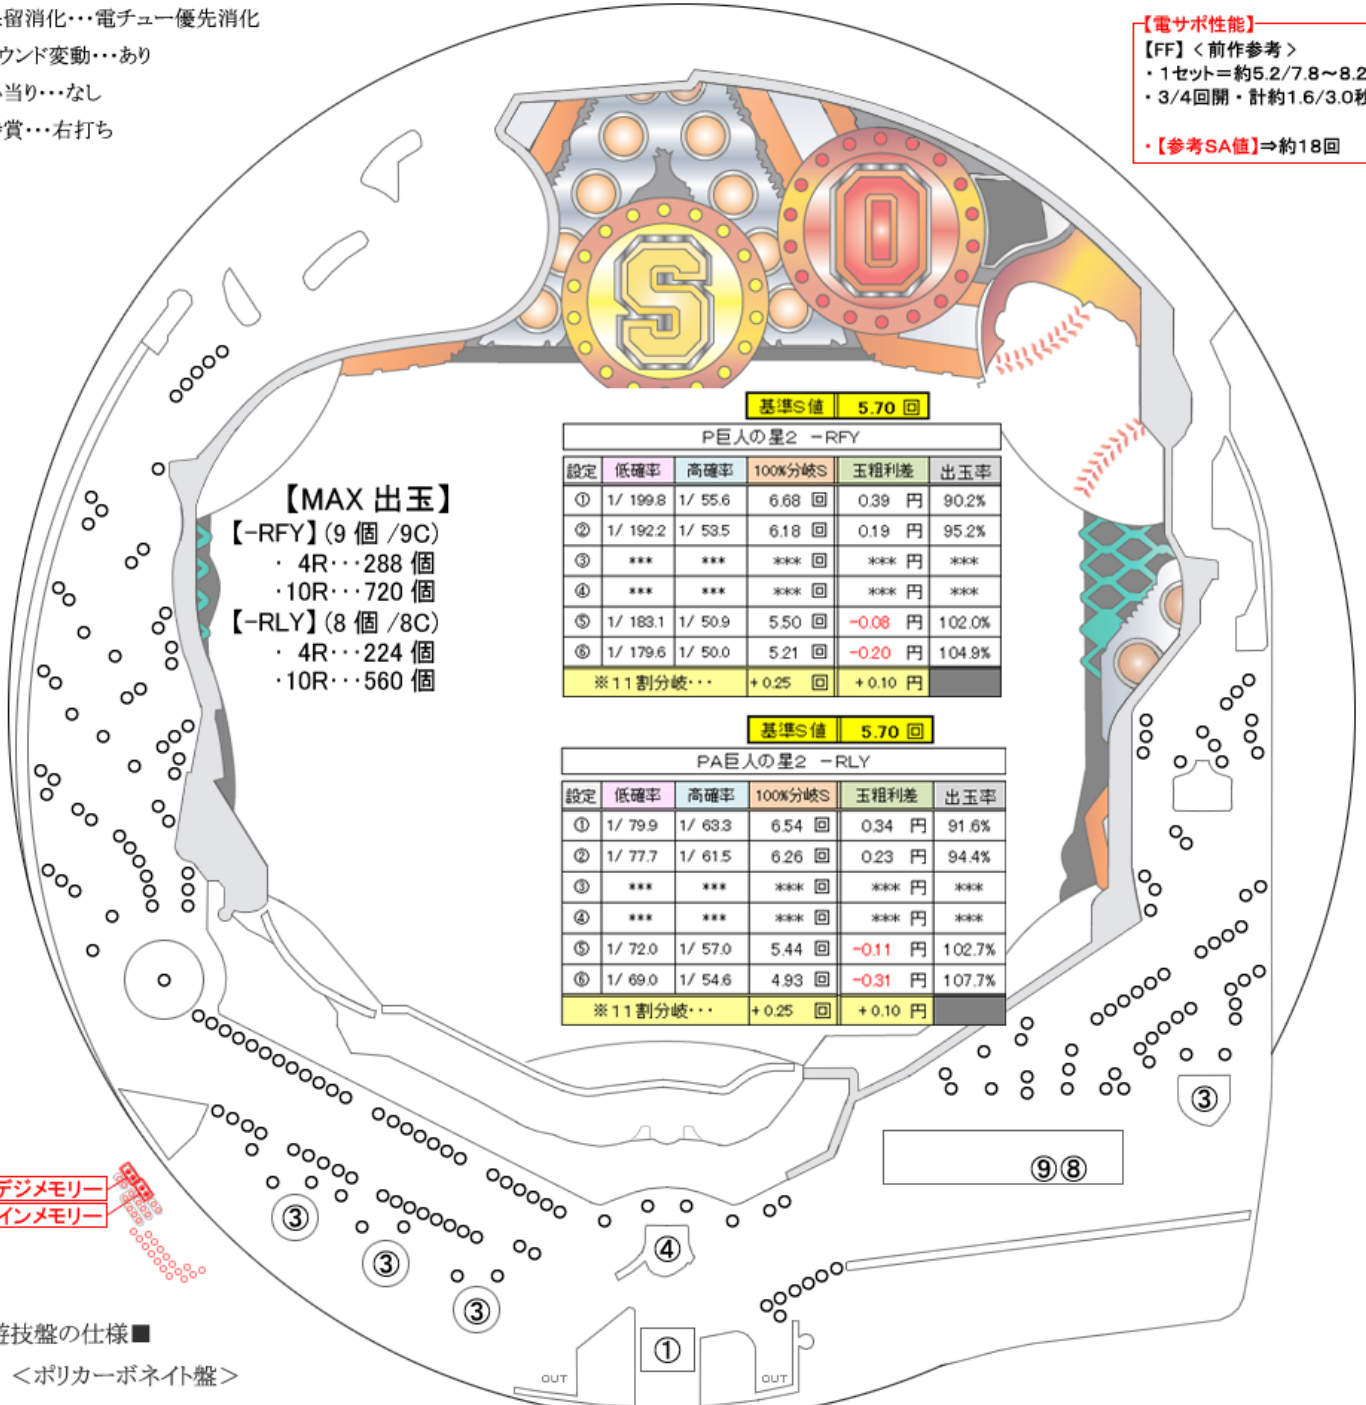 留消化･･･電チュー優先消化
ウンド変動･･･あり
当り･･･なし
賞･･･右打ち
【電サポ性能】
【FF】＜前作参考＞
・1セット=約5.2/7.8～8.2
・3/4回開・計約1.6/3.0秒
・【参考SA値】⇒約18回
S
O
【MAX 出玉】
【−RFY】(9 個 /9C)
・ 4R･･･288 個
・10R･･･720 個
【−RLY】(8 個 /8C)
・ 4R･･･224 個
・10R･･･560 個
基準S値 5.70 回
P巨人の星2 −RFY
設定 低確率 高確率 100%分岐S 玉粗利差 出玉率
① 1/ 199.8 1/ 55.6 6.68 回 0.39 円 90.2%
② 1/ 192.2 1/ 53.5 6.18 回 0.19 円 95.2%
③ *** *** *** 回 *** 円 ***
④ *** *** *** 回 *** 円 ***
⑤ 1/ 183.1 1/ 50.9 5.50 回 −0.08 円 102.0%
⑥ 1/ 179.6 1/ 50.0 5.21 回 −0.20 円 104.9%
※11割分岐･･･ +0.25 回 +0.10 円
基準S値 5.70 回
PA巨人の星2 −RLY
設定 低確率 高確率 100%分岐S 玉粗利差 出玉率
① 1/ 79.9 1/ 63.3 6.54 回 0.34 円 91.6%
② 1/ 77.7 1/ 61.5 6.26 回 0.23 円 94.4%
③ *** *** *** 回 *** 円 ***
④ *** *** *** 回 *** 円 ***
⑤ 1/ 72.0 1/ 57.0 5.44 回 −0.11 円 102.7%
⑥ 1/ 69.0 1/ 54.6 4.93 回 −0.31 円 107.7%
※11割分岐･･･ +0.25 回 +0.10 円
③
⑨⑧
デジメモリー
インメモリー
③
③
③
④
①
OUT
OUT
遊技盤の仕様■
＜ポリカーボネイト盤＞